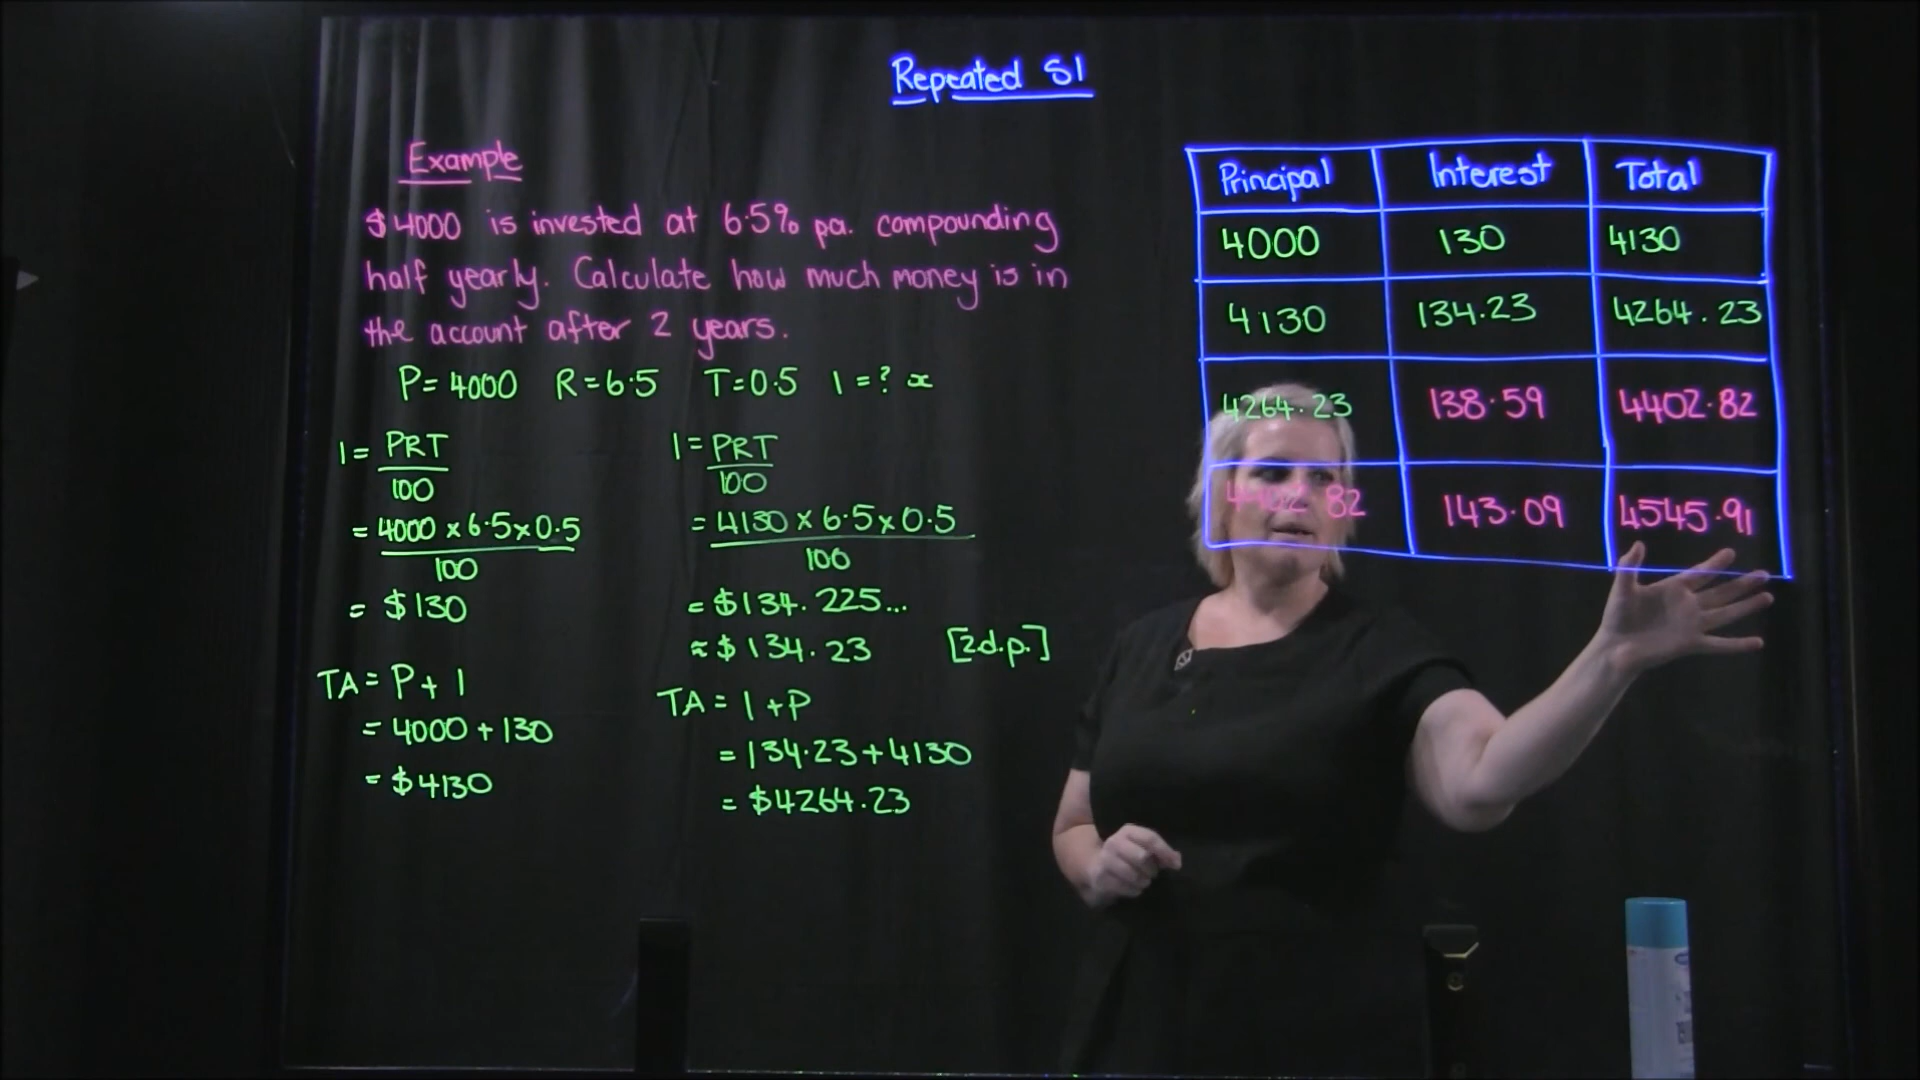 Repeated SI
Example
$4000 is invested at 6.5% pa. compounding
half yearly. Calculate how much money is in
the account after 2 years.
P= 4000 R=6.5 T=0.5 I=? x
I= PRT
100
= 4000 x 6.5 x 0.5
100
= $130
TA= P+ I
= 4000 + 130
= $4130
I= PRT
100
= 4130 x 6.5 x 0.5
100
= $134.225...
≈ $134.23 [2d.p.]
TA= I+P
= 134.23+4130
= $4264.23
Principal Interest Total
4000 130 4130
4130 134.23 4264.23
4264.23 138.59 4402.82
4402.82 143.09 4545.91